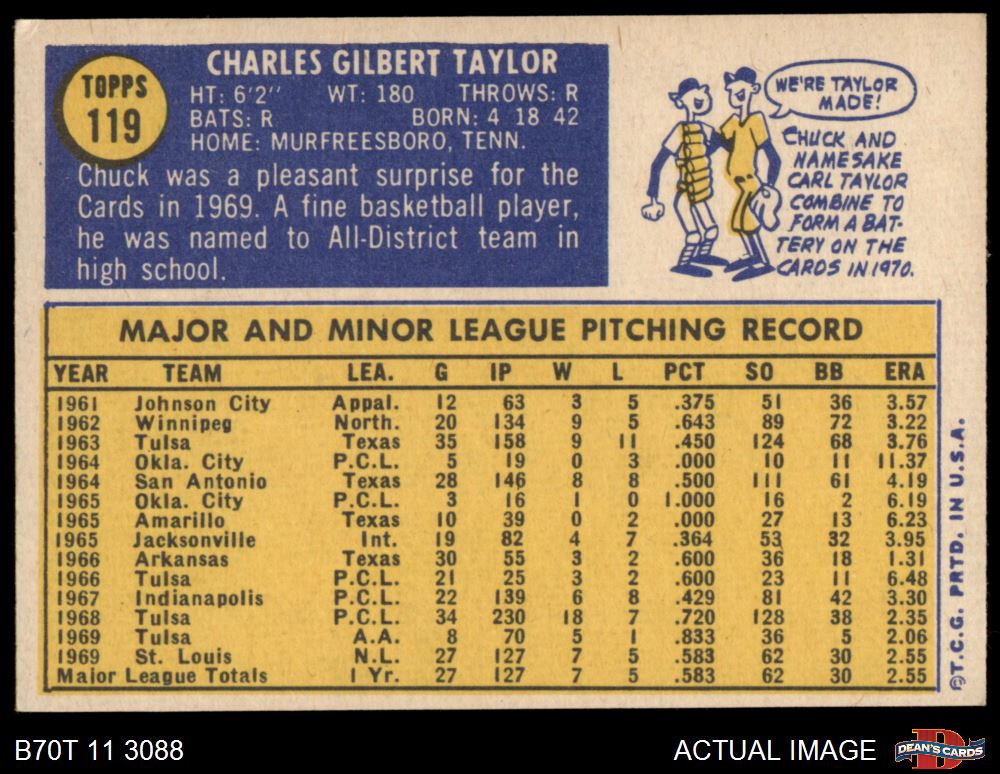 TOPPS
119
CHARLES GILBERT TAYLOR
HT: 6'2" WT: 180 THROWS: R
BATS: R BORN: 4 18 42
HOME: MURFREESBORO, TENN.
Chuck was a pleasant surprise for the
Cards in 1969. A fine basketball player,
he was named to All-District team in
high school.
WE'RE TAYLOR
MADE!
CHUCK AND
NAMESAKE
CARL TAYLOR
COMBINE TO
FORM A BAT-
TERY ON THE
CARDS IN 1970.
MAJOR AND MINOR LEAGUE PITCHING RECORD
YEAR TEAM LEA. G IP W L PCT SO BB ERA
1961 Johnson City Appal. 12 63 3 5 .375 51 36 3.57
1962 Winnipeg North. 20 134 9 5 .643 89 72 3.22
1963 Tulsa Texas 35 158 9 11 .450 124 68 3.76
1964 Okla. City P.C.L. 5 19 0 3 .000 10 11 11.37
1964 San Antonio Texas 28 146 8 8 .500 111 61 4.19
1965 Okla. City P.C.L. 3 16 1 0 1.000 16 2 6.19
1965 Amarillo Texas 10 39 0 2 .000 27 13 6.23
1965 Jacksonville Int. 19 82 4 7 .364 53 32 3.95
1966 Arkansas Texas 30 55 3 2 .600 36 18 1.31
1966 Tulsa P.C.L. 21 25 3 2 .600 23 11 6.48
1967 Indianapolis P.C.L. 22 139 6 8 .429 81 42 3.30
1968 Tulsa P.C.L. 34 230 18 7 .720 128 38 2.35
1969 Tulsa A.A. 8 70 5 1 .833 36 5 2.06
1969 St. Louis N.L. 27 127 7 5 .583 62 30 2.55
Major League Totals 1 Yr. 27 127 7 5 .583 62 30 2.55
©T.C.G. PRTD. IN U.S.A.
B70T 11 3088
ACTUAL IMAGE
D
DEAN'S CARDS